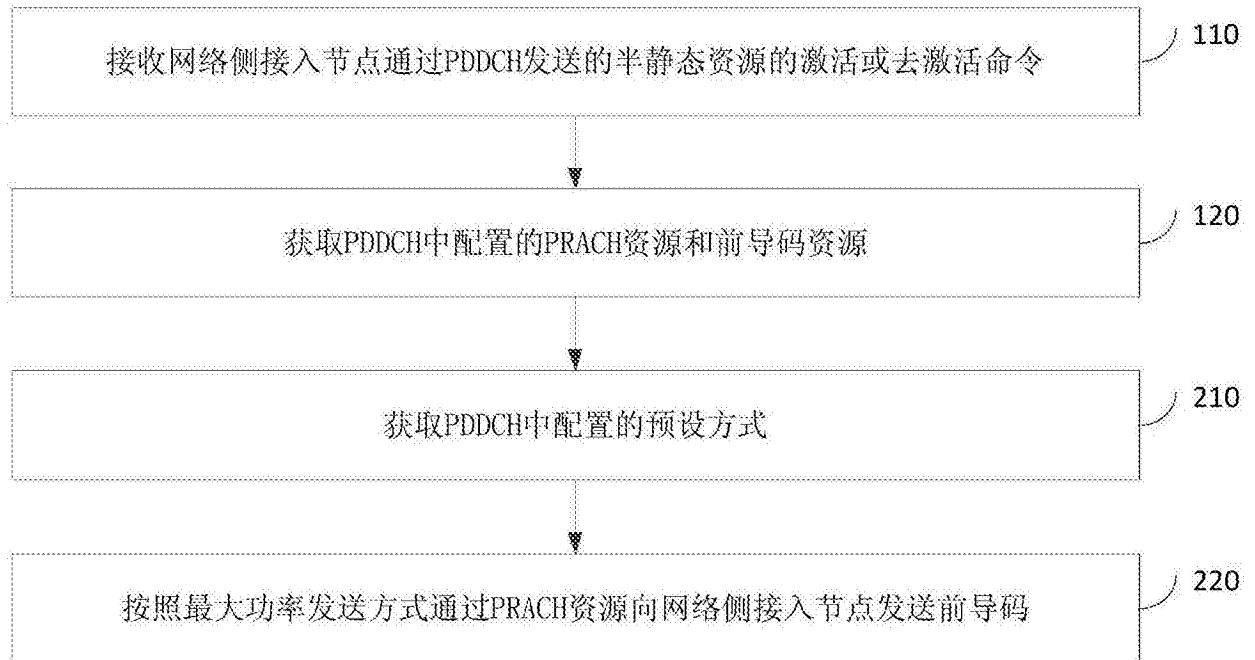 接收网络侧接入节点通过PDDCH发送的半静态资源的激活或去激活命令
110
获取PDDCH中配置的PRACH资源和前导码资源
120
获取PDDCH中配置的预设方式
210
按照最大功率发送方式通过PRACH资源向网络侧接入节点发送前导码
220